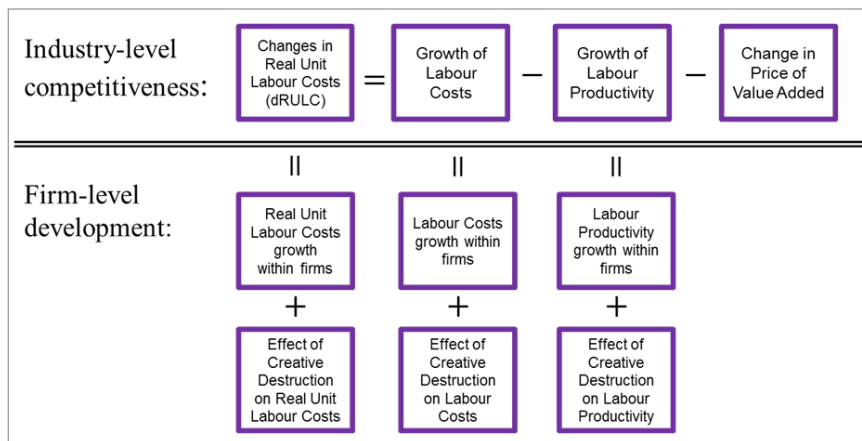 Industry-level
competitiveness:
Changes in
Real Unit
Labour Costs
(dRULC)
=
Growth of
Labour
Costs
−
Growth of
Labour
Productivity
−
Change in
Price of
Value Added
=
=
=
Firm-level
development:
Real Unit
Labour Costs
growth
within firms
Labour Costs
growth within
firms
Labour
Productivity
growth within
firms
+
+
+
Effect of
Creative
Destruction
on Real Unit
Labour Costs
Effect of
Creative
Destruction
on Labour
Costs
Effect of
Creative
Destruction
on Labour
Productivity